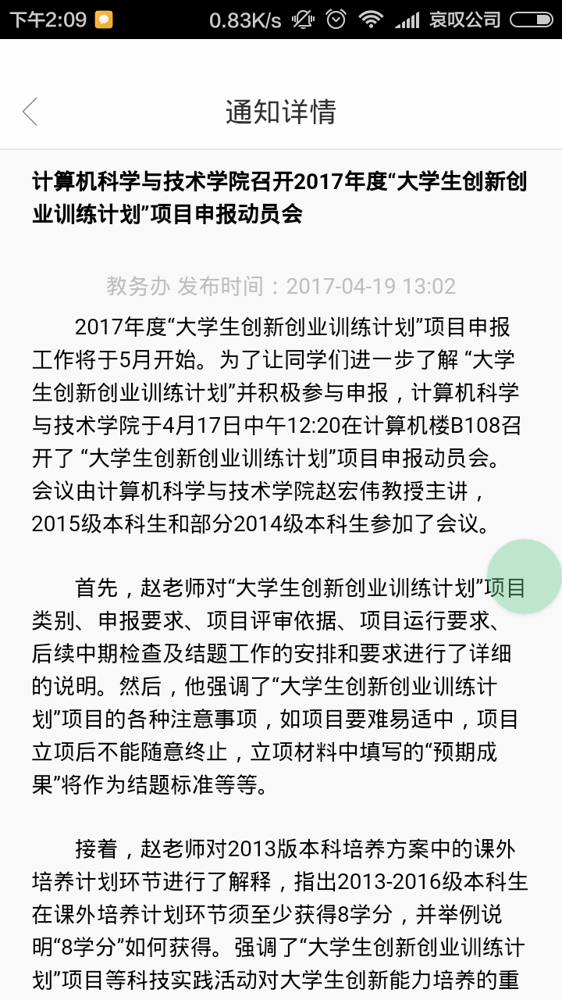 下午2:09 0.83K/s 哀叹公司
通知详情
计算机科学与技术学院召开2017年度“大学生创新创
业训练计划”项目申报动员会
教务办 发布时间：2017-04-19 13:02
2017年度“大学生创新创业训练计划”项目申报
工作将于5月开始。为了让同学们进一步了解 “大学
生创新创业训练计划”并积极参与申报，计算机科学
与技术学院于4月17日中午12:20在计算机楼B108召
开了 “大学生创新创业训练计划”项目申报动员会。
会议由计算机科学与技术学院赵宏伟教授主讲，
2015级本科生和部分2014级本科生参加了会议。
首先，赵老师对“大学生创新创业训练计划”项目
类别、申报要求、项目评审依据、项目运行要求、
后续中期检查及结题工作的安排和要求进行了详细
的说明。然后，他强调了“大学生创新创业训练计
划”项目的各种注意事项，如项目要难易适中，项目
立项后不能随意终止，立项材料中填写的“预期成
果”将作为结题标准等等。
接着，赵老师对2013版本科培养方案中的课外
培养计划环节进行了解释，指出2013-2016级本科生
在课外培养计划环节须至少获得8学分，并举例说
明“8学分”如何获得。强调了“大学生创新创业训练计
划”项目等科技实践活动对大学生创新能力培养的重